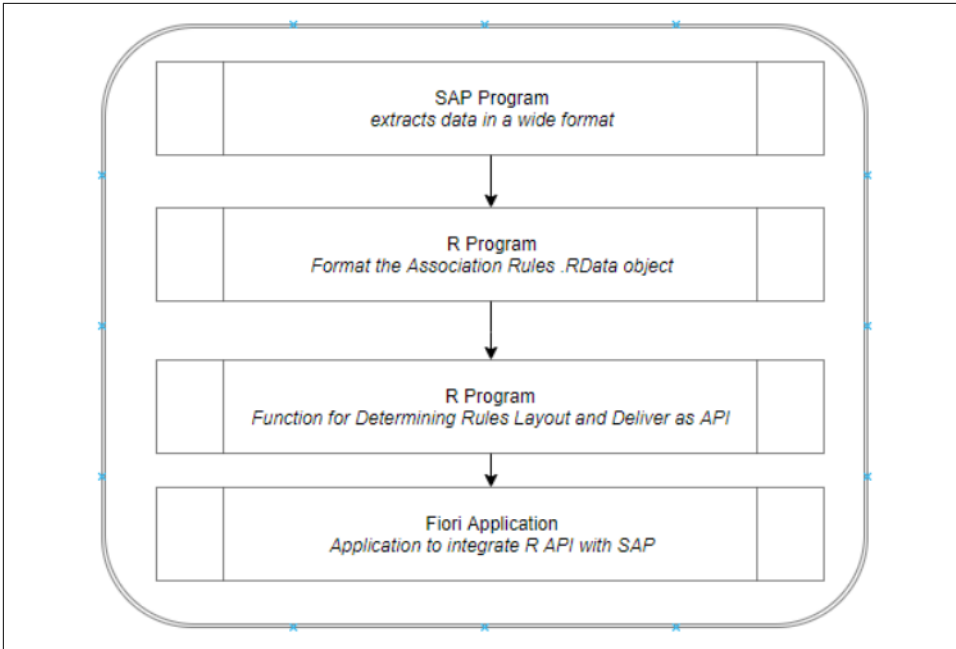 SAP Program
extracts data in a wide format
R Program
Format the Association Rules .RData object
R Program
Function for Determining Rules Layout and Deliver as API
Fiori Application
Application to integrate R API with SAP